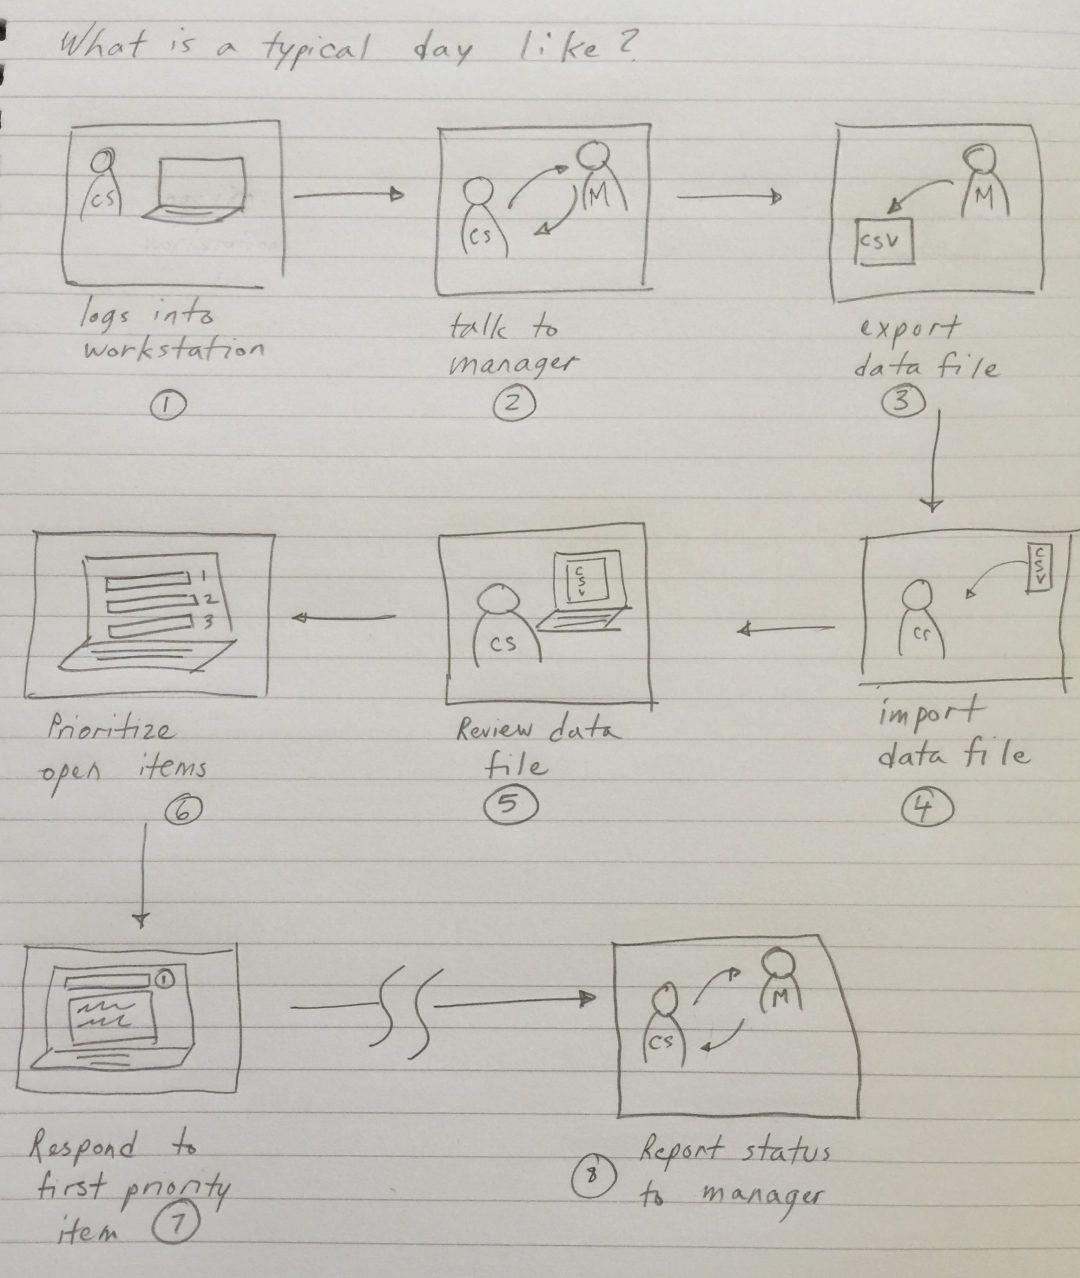 What is a typical day like?
CS
logs into
workstation
1
CS
M
talk to
manager
2
M
CSV
export
data file
3
1
2
3
Prioritize
open items
6
CSV
CS
Review data
file
5
CSV
Cr
import
data file
4
1
Respond to
first priority
item 7
CS
M
8
Report status
to manager